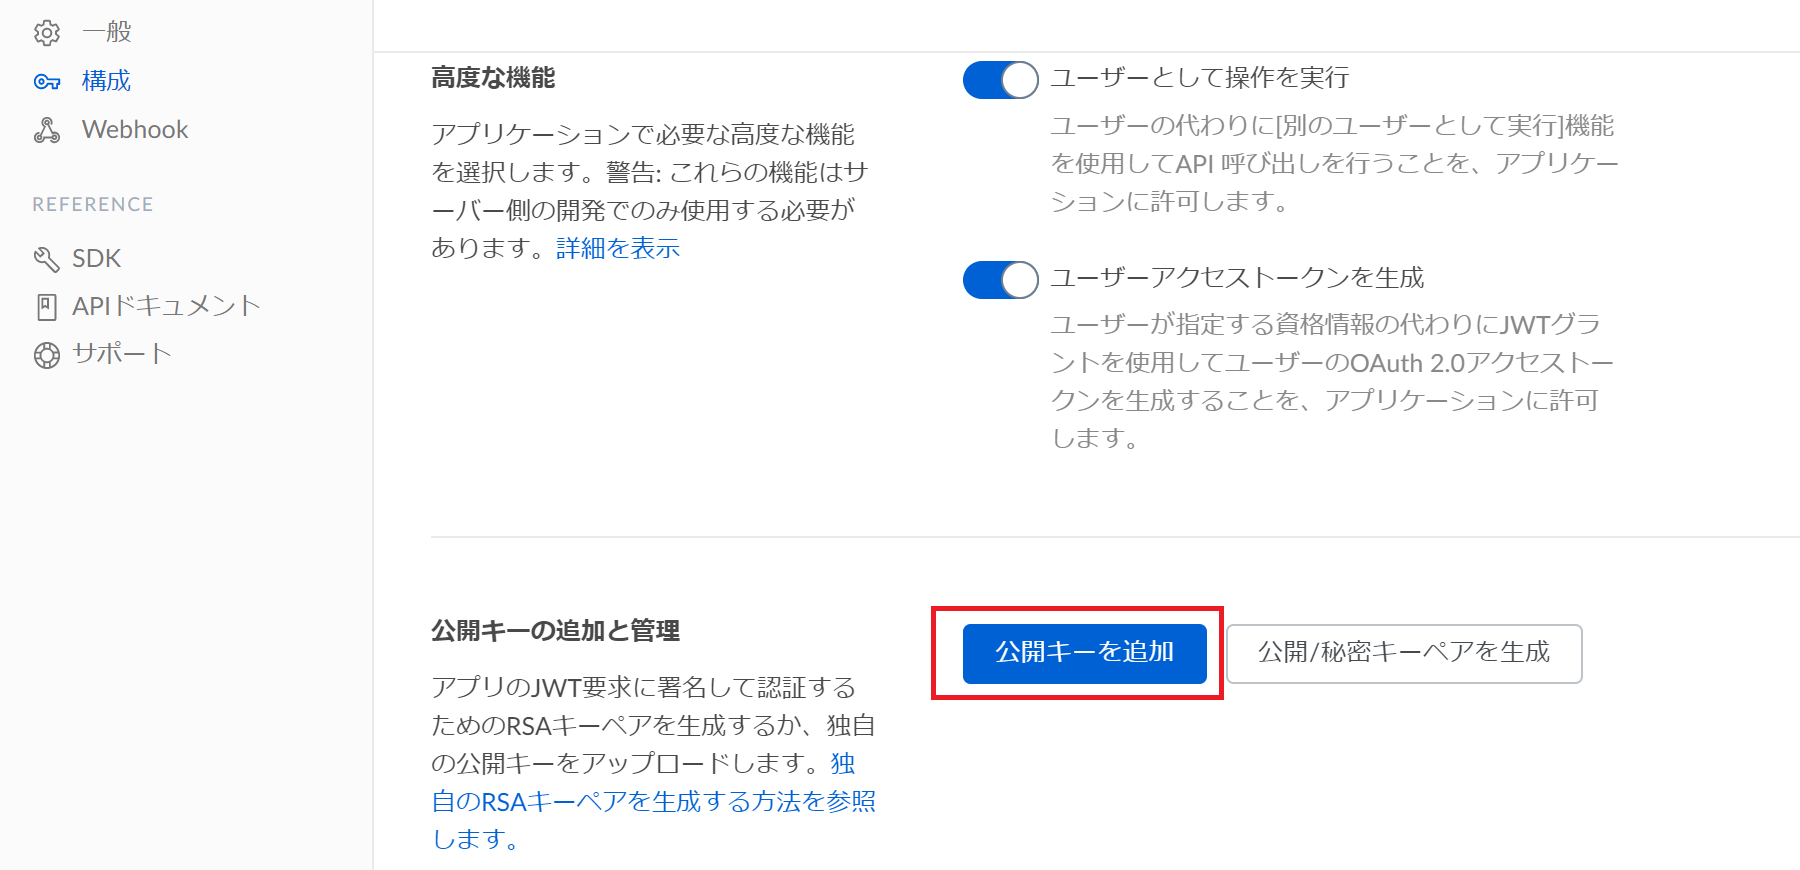 一般
構成
Webhook
REFERENCE
SDK
APIドキュメント
サポート
高度な機能
アプリケーションで必要な高度な機能
を選択します。警告: これらの機能はサ
ーバー側の開発でのみ使用する必要が
あります。詳細を表示
ユーザーとして操作を実行
ユーザーの代わりに[別のユーザーとして実行]機能
を使用してAPI 呼び出しを行うことを、アプリケー
ションに許可します。
ユーザーアクセストークンを生成
ユーザーが指定する資格情報の代わりにJWTグラ
ントを使用してユーザーのOAuth 2.0アクセストー
クンを生成することを、アプリケーションに許可
します。
公開キーの追加と管理
アプリのJWT要求に署名して認証する
ためのRSAキーペアを生成するか、独自
の公開キーをアップロードします。独
自のRSAキーペアを生成する方法を参照
します。
公開キーを追加
公開/秘密キーペアを生成